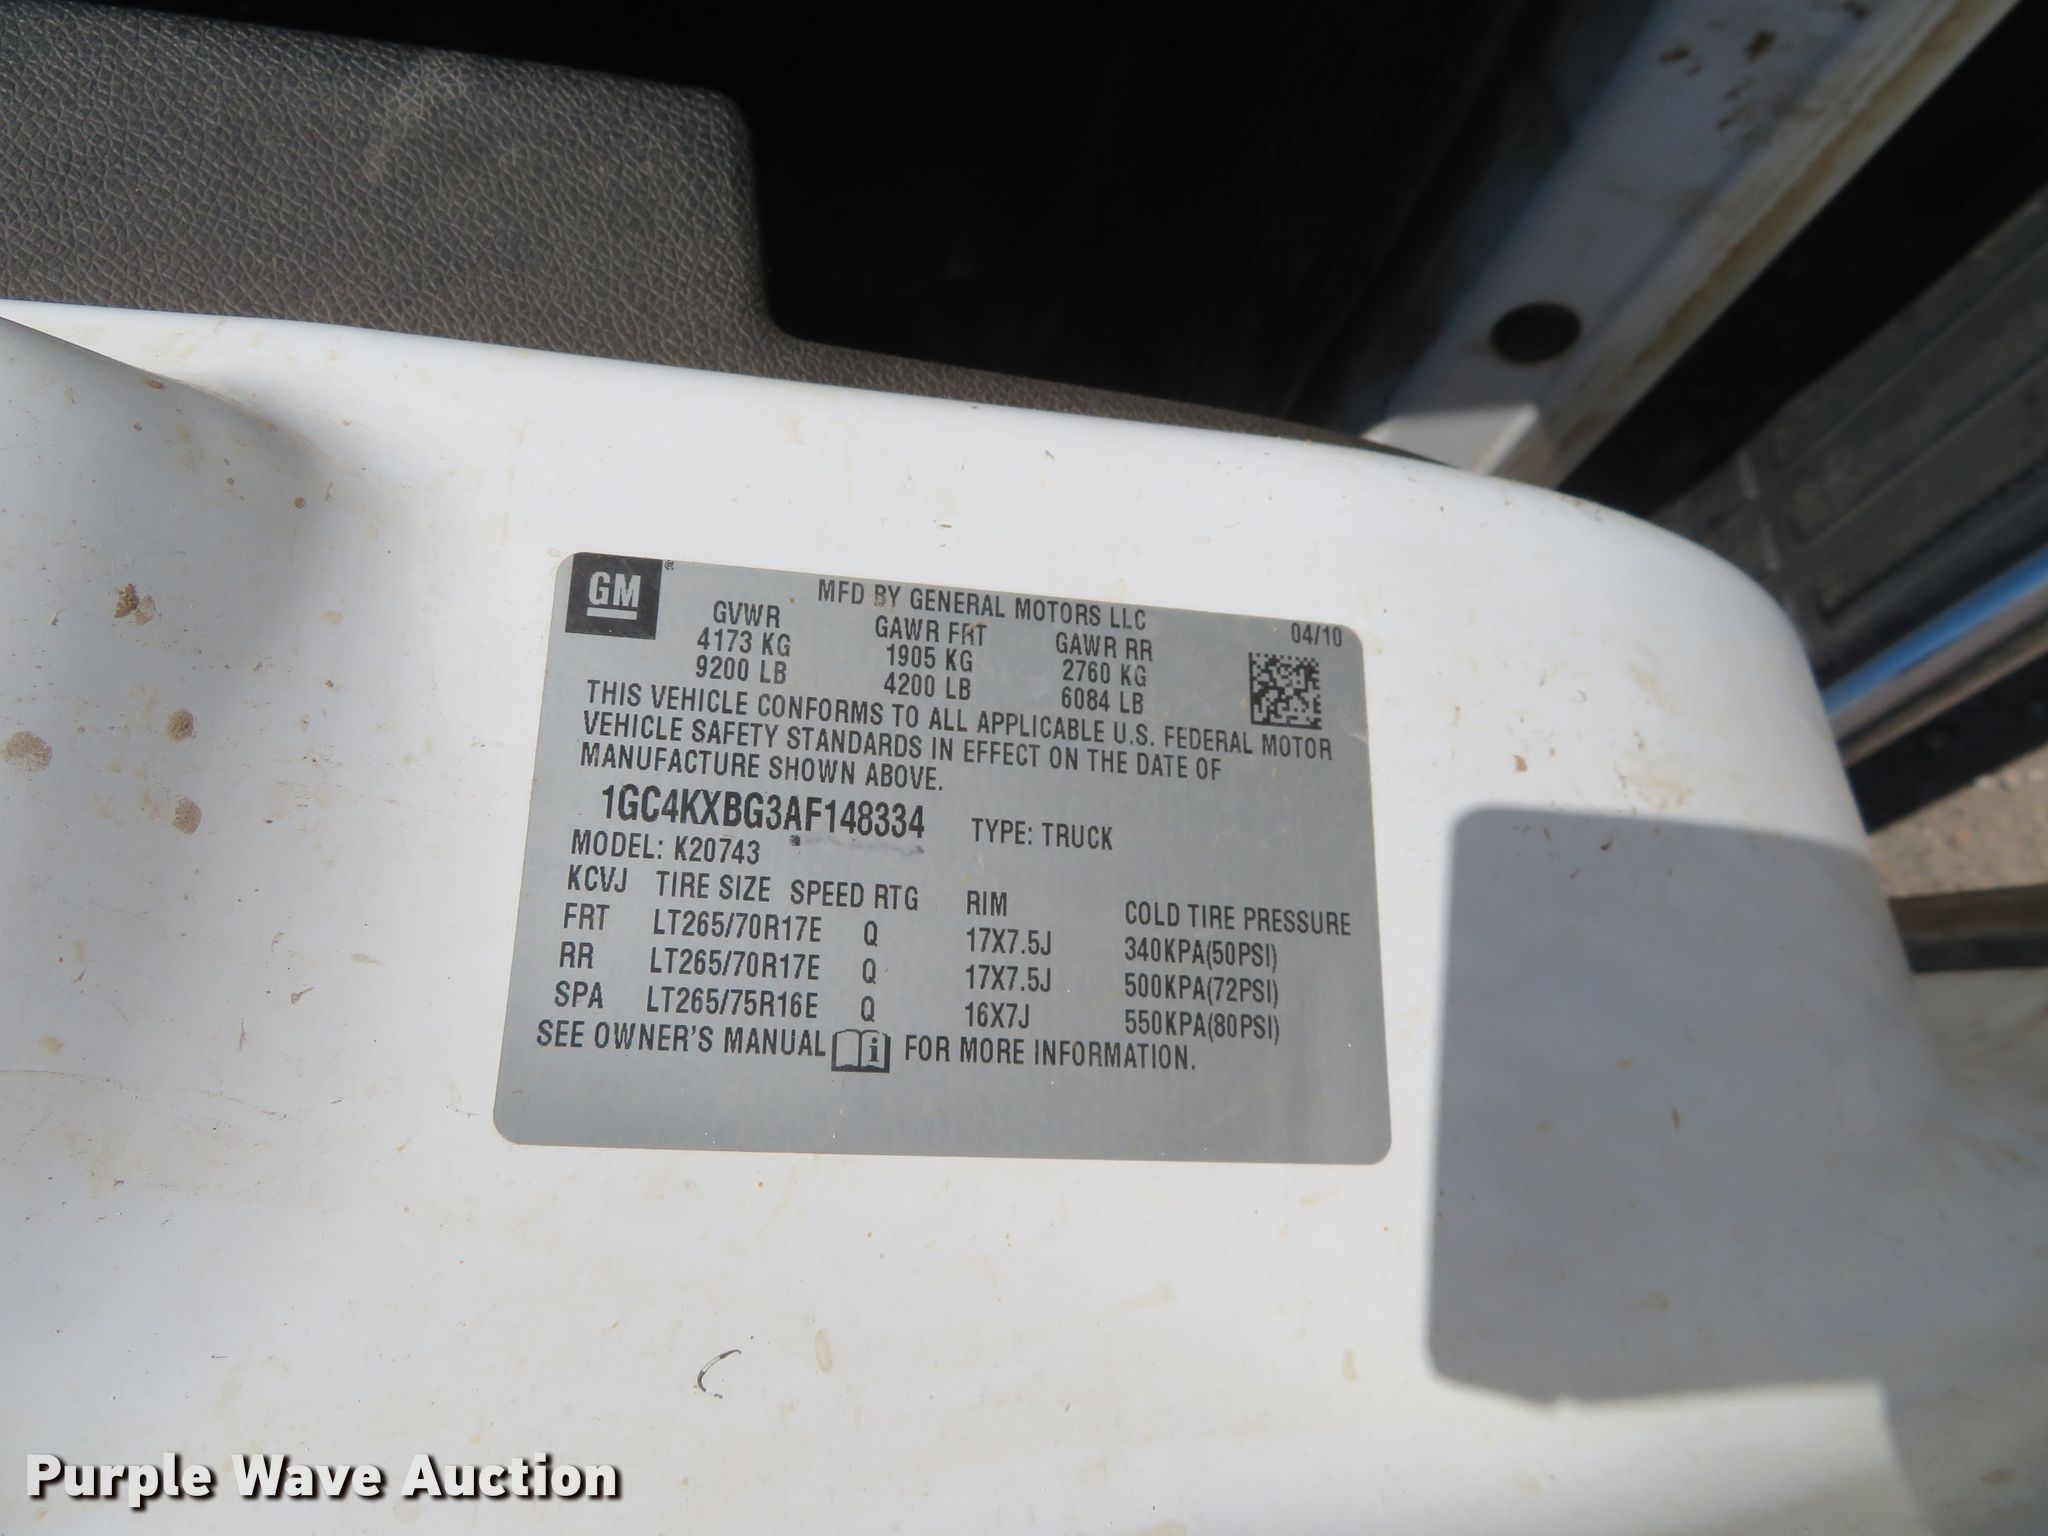 GM ®
MFD BY GENERAL MOTORS LLC
04/10
GVWR GAWR FRT GAWR RR
4173 KG 1905 KG 2760 KG
9200 LB 4200 LB 6084 LB
THIS VEHICLE CONFORMS TO ALL APPLICABLE U.S. FEDERAL MOTOR
VEHICLE SAFETY STANDARDS IN EFFECT ON THE DATE OF
MANUFACTURE SHOWN ABOVE.
1GC4KXBG3AF148334 TYPE: TRUCK
MODEL: K20743
KCVJ TIRE SIZE SPEED RTG RIM COLD TIRE PRESSURE
FRT LT265/70R17E Q 17X7.5J 340KPA(50PSI)
RR LT265/70R17E Q 17X7.5J 500KPA(72PSI)
SPA LT265/75R16E Q 16X7J 550KPA(80PSI)
SEE OWNER'S MANUAL FOR MORE INFORMATION.
Purple Wave Auction